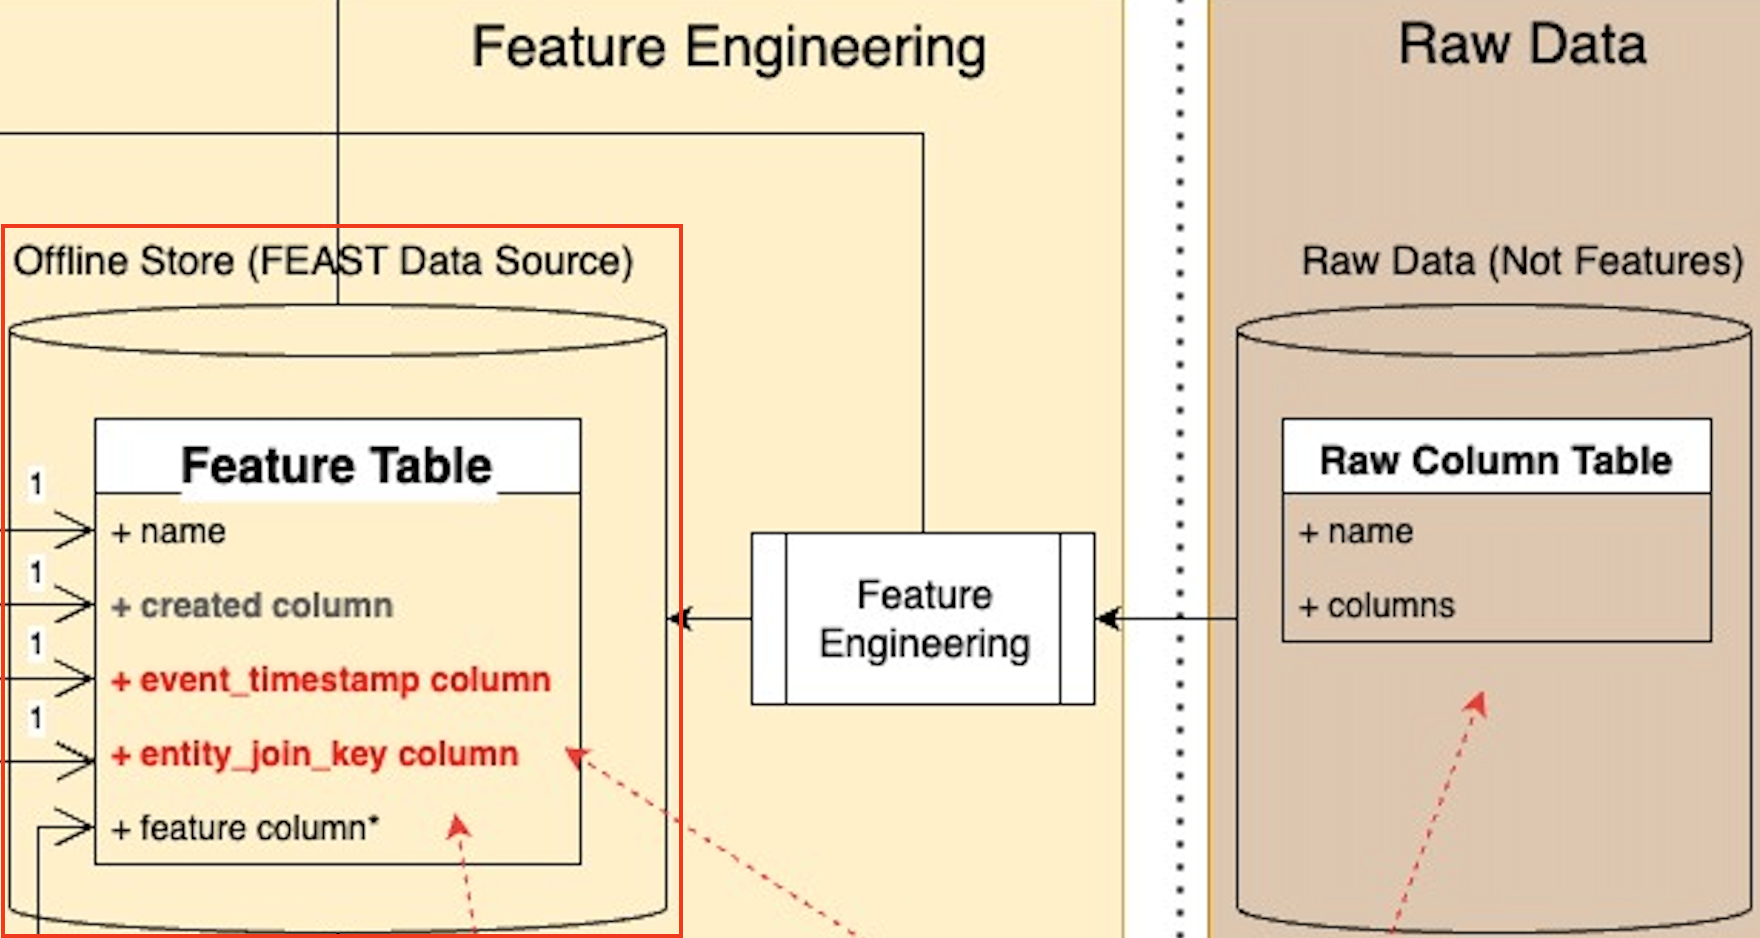 Feature Engineering
Raw Data
Offline Store (FEAST Data Source)
Raw Data (Not Features)
Feature Table
1
+ name
1
+ created column
1
+ event_timestamp column
1
+ entity_join_key column
+ feature column*
Feature
Engineering
Raw Column Table
+ name
+ columns